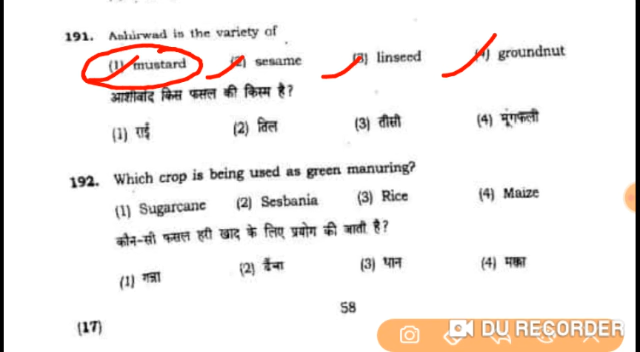 191. Ashirwad is the variety of
(1) mustard (2) sesame (3) linseed (4) groundnut
आशीर्वाद किस फसल की किस्म है?
(1) राई (2) तिल (3) तीसी (4) मूंगफली
192. Which crop is being used as green manuring?
(1) Sugarcane (2) Sesbania (3) Rice (4) Maize
कौन-सी फसल हरी खाद के लिए प्रयोग की जाती है?
(1) गन्ना (2) ढैंचा (3) धान (4) मक्का
58
(17)
DU RECORDER